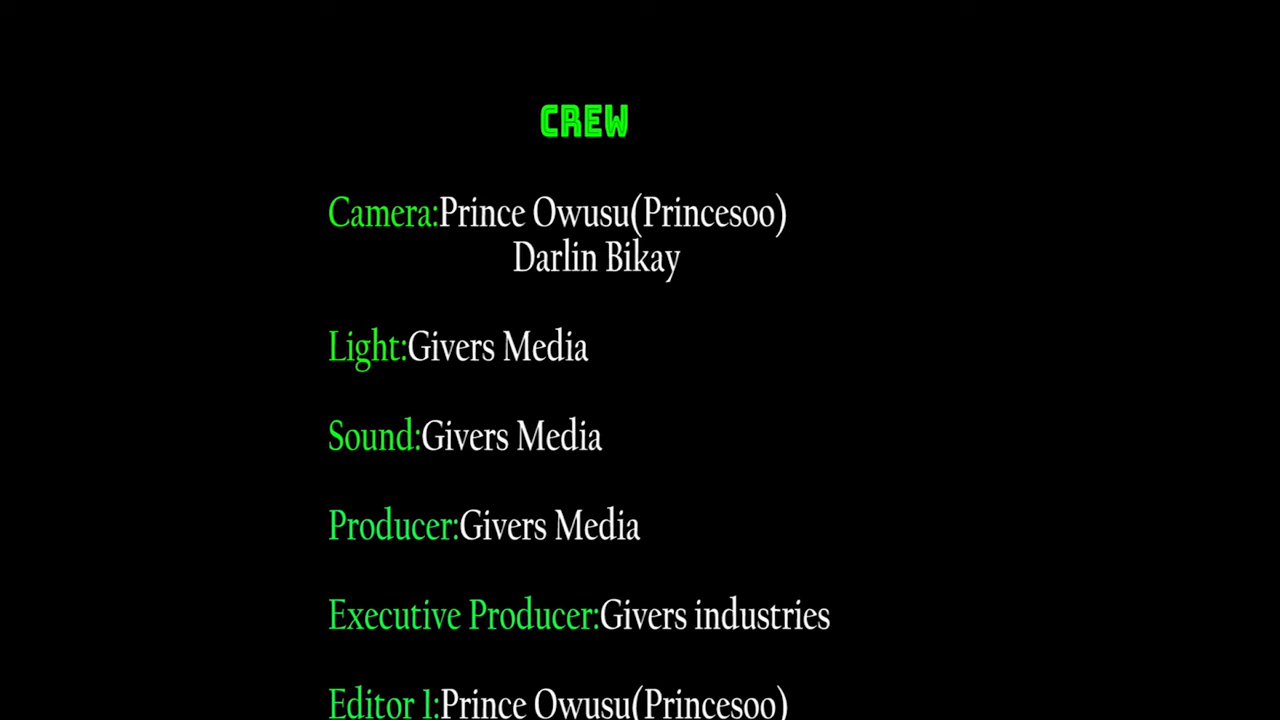 CREW
Camera:Prince Owusu(Princesoo)
Darlin Bikay
Light:Givers Media
Sound:Givers Media
Producer:Givers Media
Executive Producer:Givers industries
Editor 1:Prince Owusu(Princesoo)